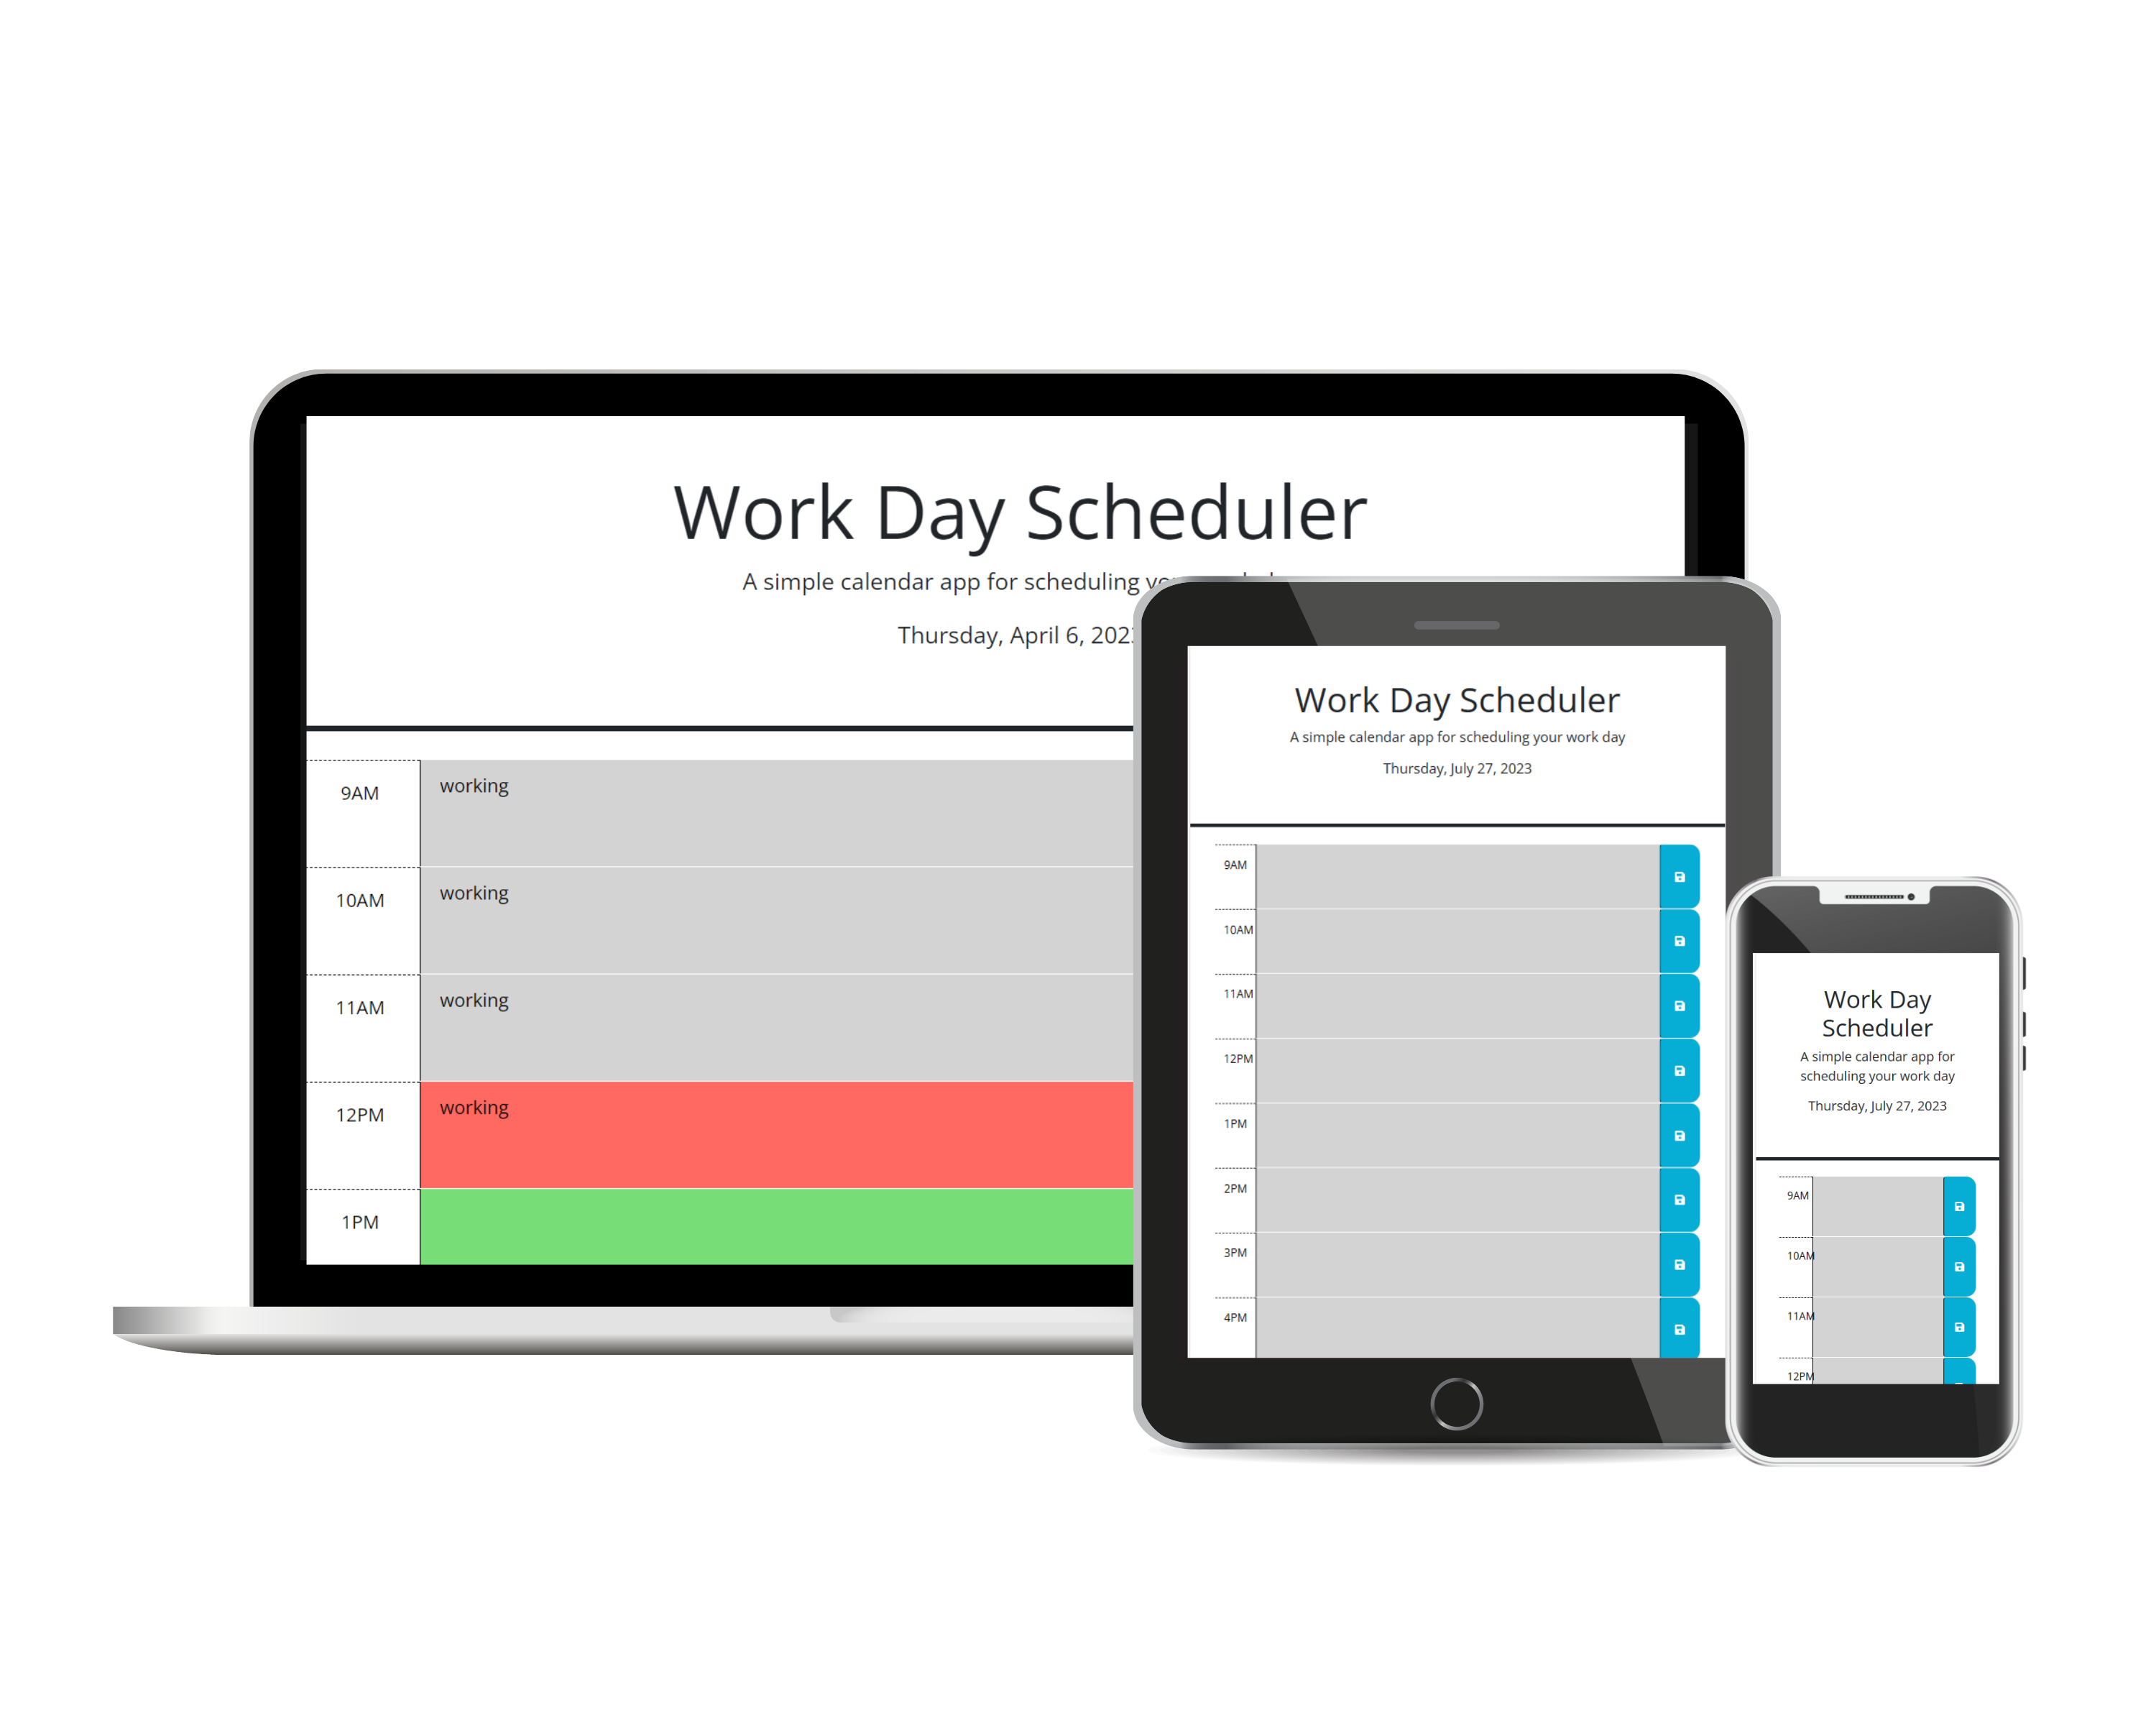 Work Day Scheduler
A simple calendar app for scheduling
Thursday, April 6, 202
9AM
working
10AM
working
11AM
working
12PM
working
1PM
Work Day Scheduler
A simple calendar app for scheduling your work day
Thursday, July 27, 2023
9AM
10AM
11AM
12PM
1PM
2PM
3PM
4PM
Work Day
Scheduler
A simple calendar app for
scheduling your work day
Thursday, July 27, 2023
9AM
10AM
11AM
12PM